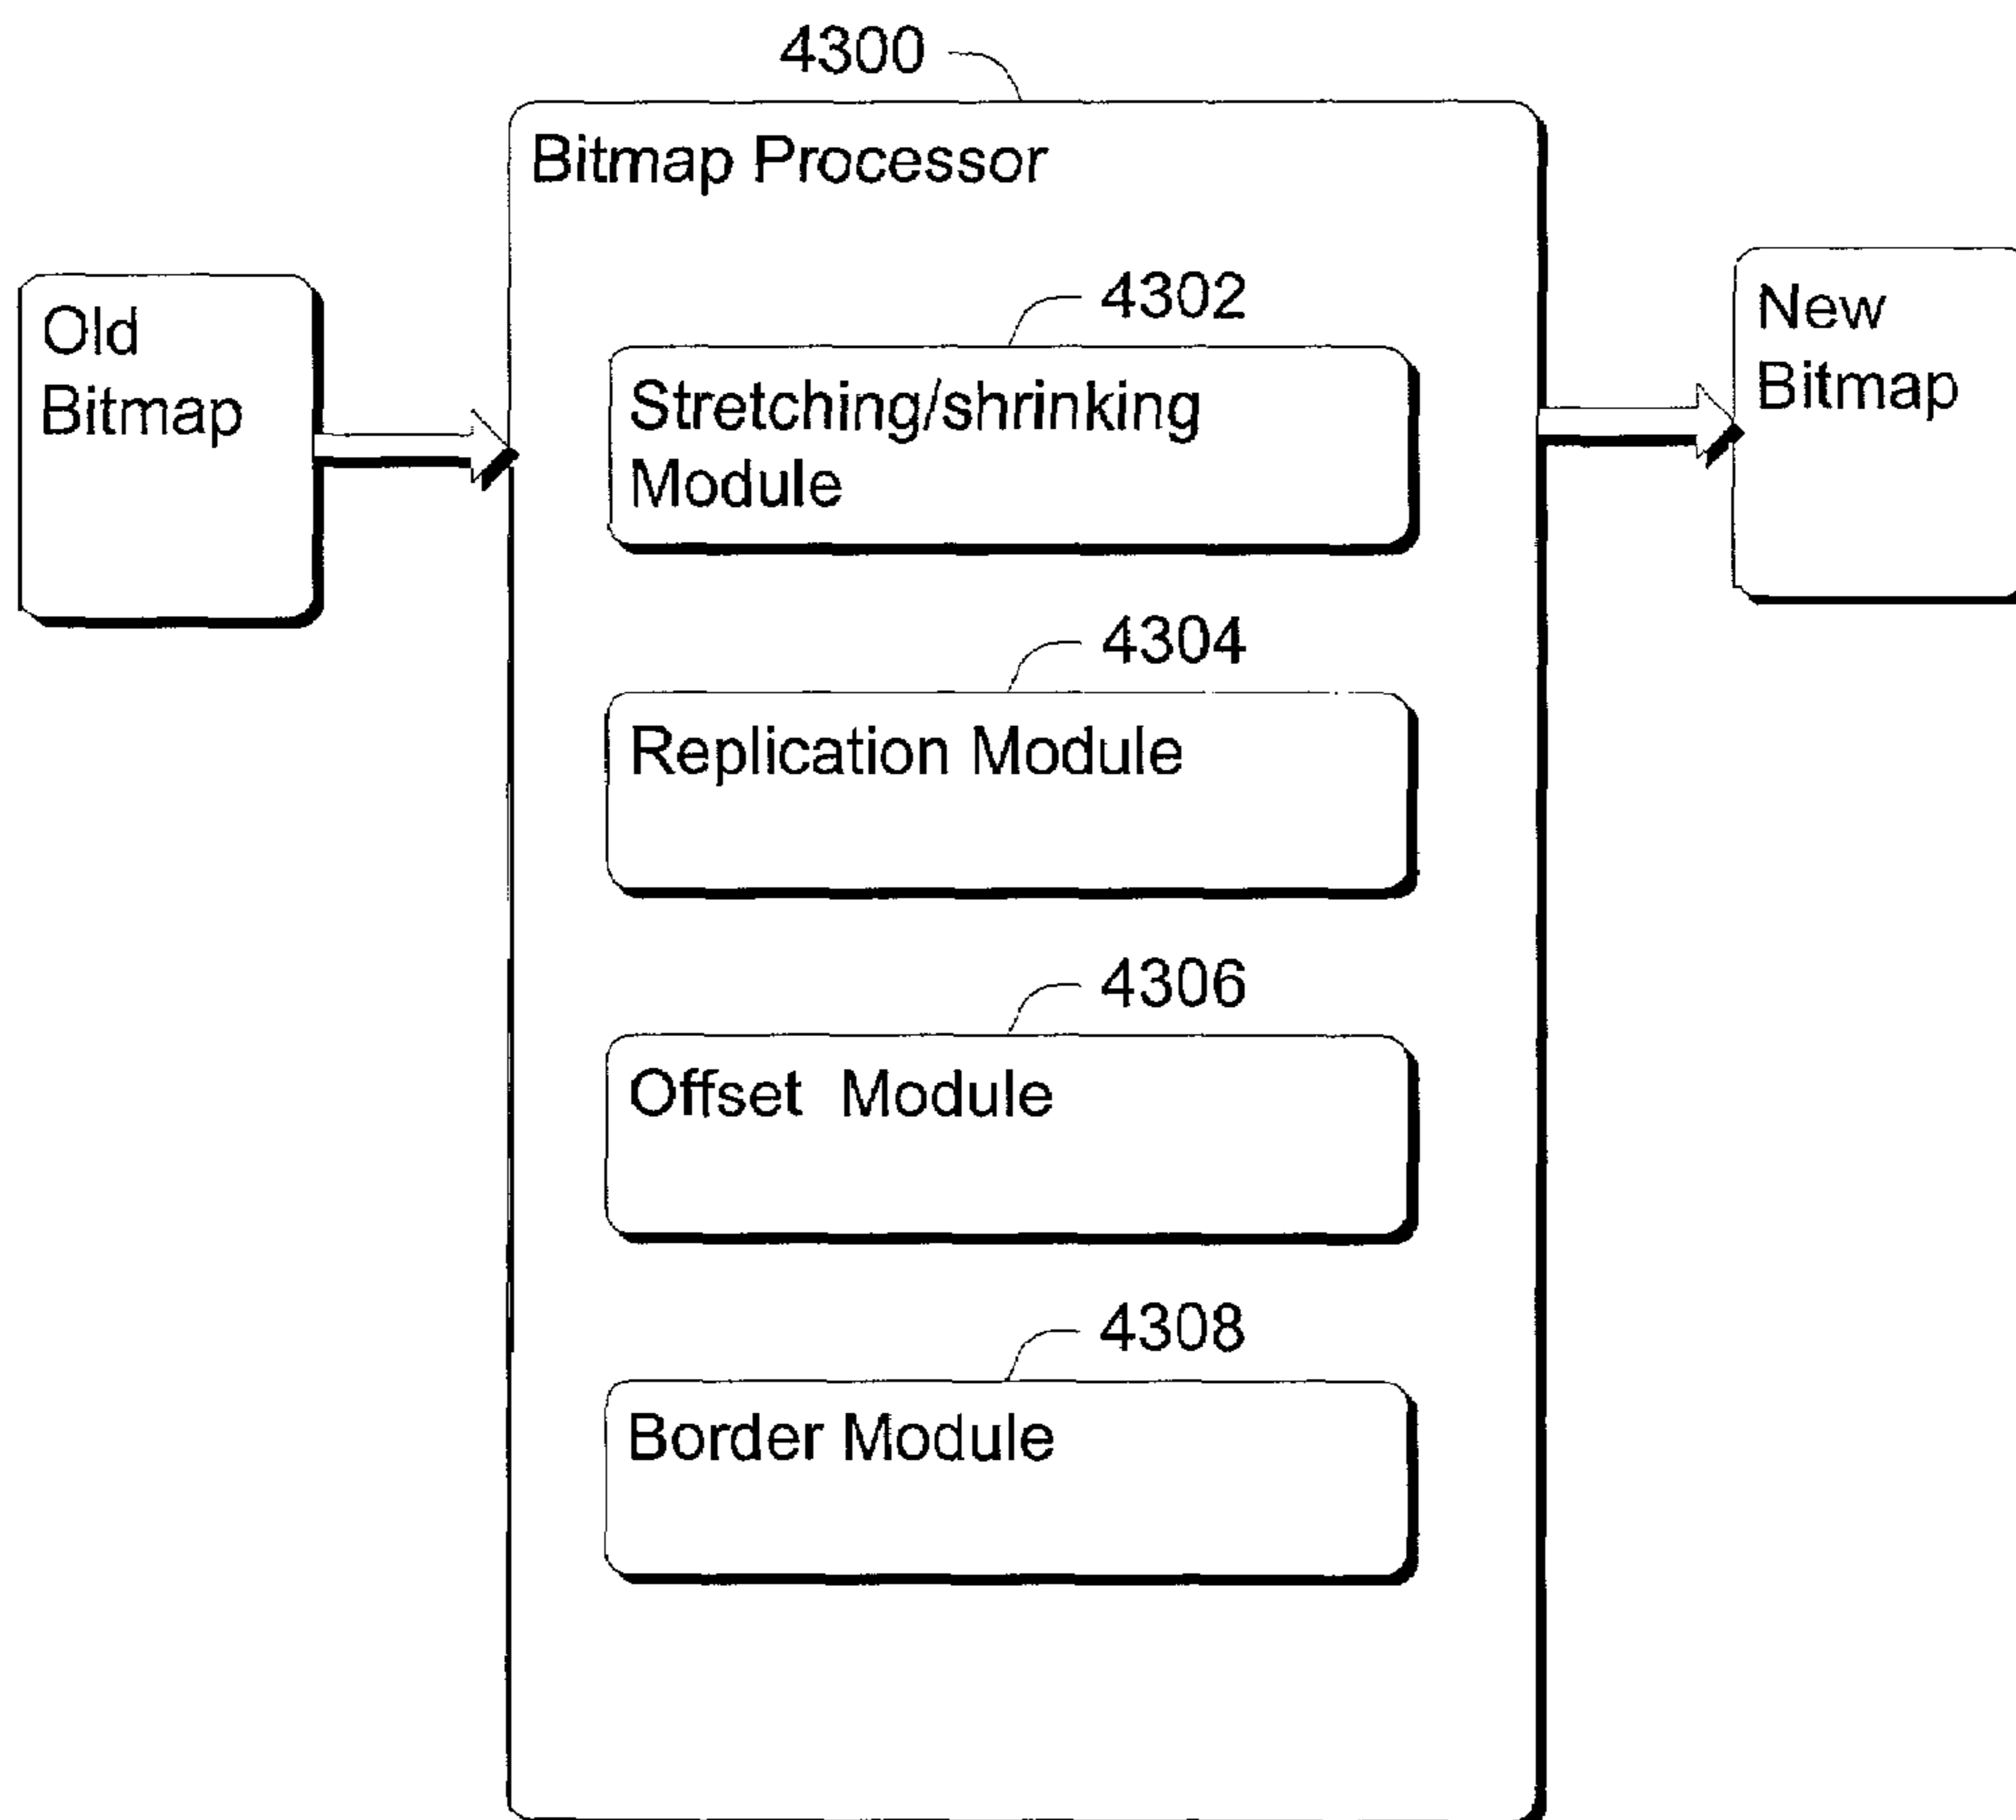 4300
Bitmap Processor
Old
Bitmap
4302
Stretching/shrinking
Module
4304
Replication Module
4306
Offset Module
4308
Border Module
New
Bitmap